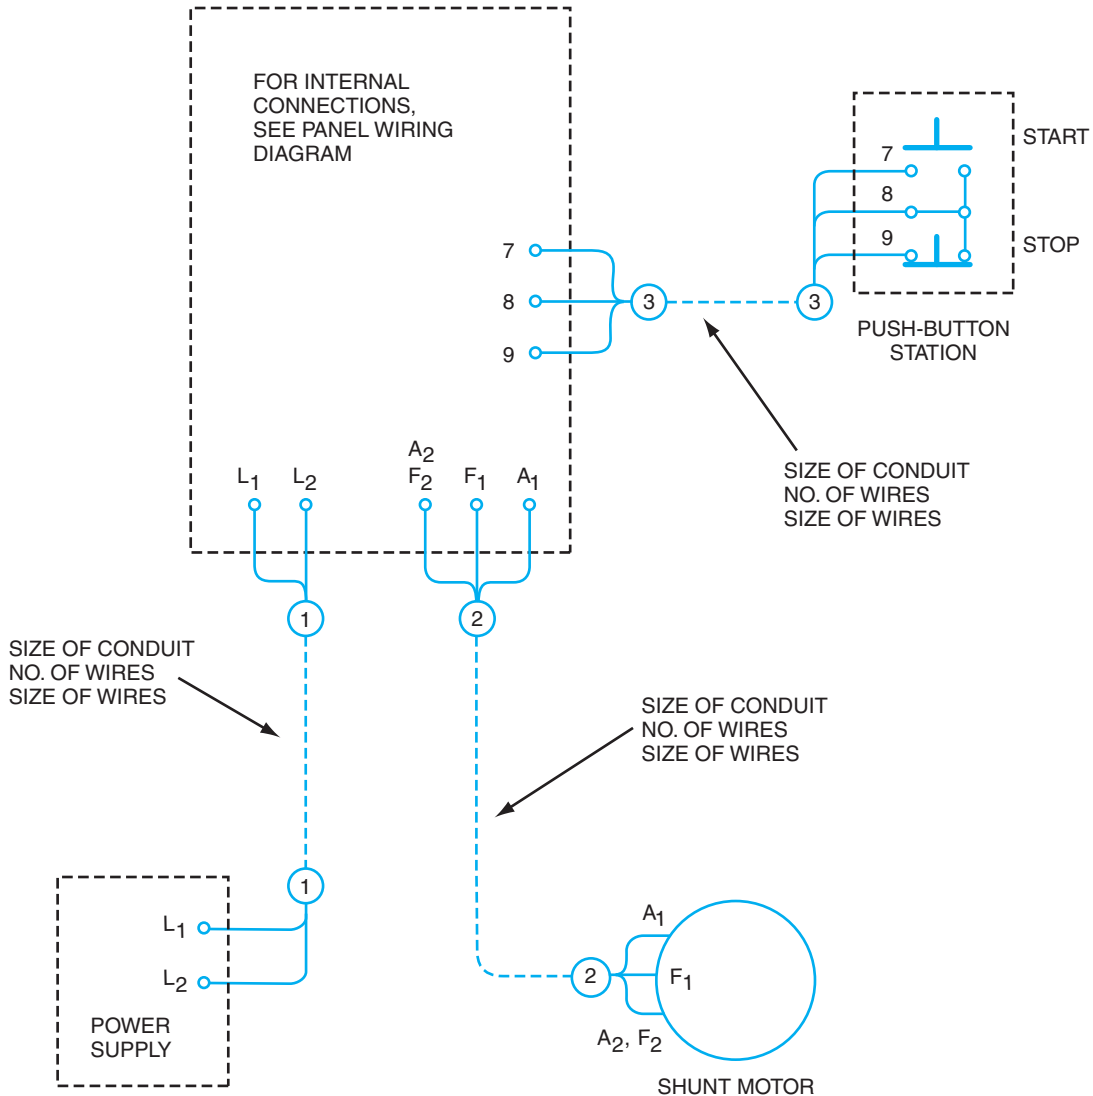 FOR INTERNAL
CONNECTIONS,
SEE PANEL WIRING
DIAGRAM
START
7
8
9
STOP
PUSH-BUTTON
STATION
7
8
9
3
3
SIZE OF CONDUIT
NO. OF WIRES
SIZE OF WIRES
L1
L2
A2
F2
F1
A1
1
2
SIZE OF CONDUIT
NO. OF WIRES
SIZE OF WIRES
SIZE OF CONDUIT
NO. OF WIRES
SIZE OF WIRES
1
L1
L2
POWER
SUPPLY
2
A1
F1
A2, F2
SHUNT MOTOR